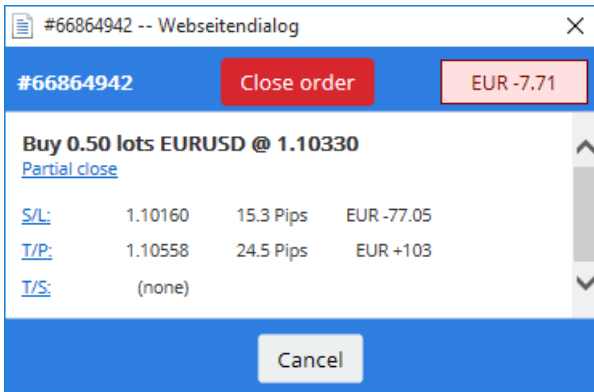 #66864942 -- Webseitendialog
#66864942 Close order EUR -7.71
Buy 0.50 lots EURUSD @ 1.10330
Partial close
S/L: 1.10160 15.3 Pips EUR -77.05
T/P: 1.10558 24.5 Pips EUR +103
T/S: (none)
Cancel